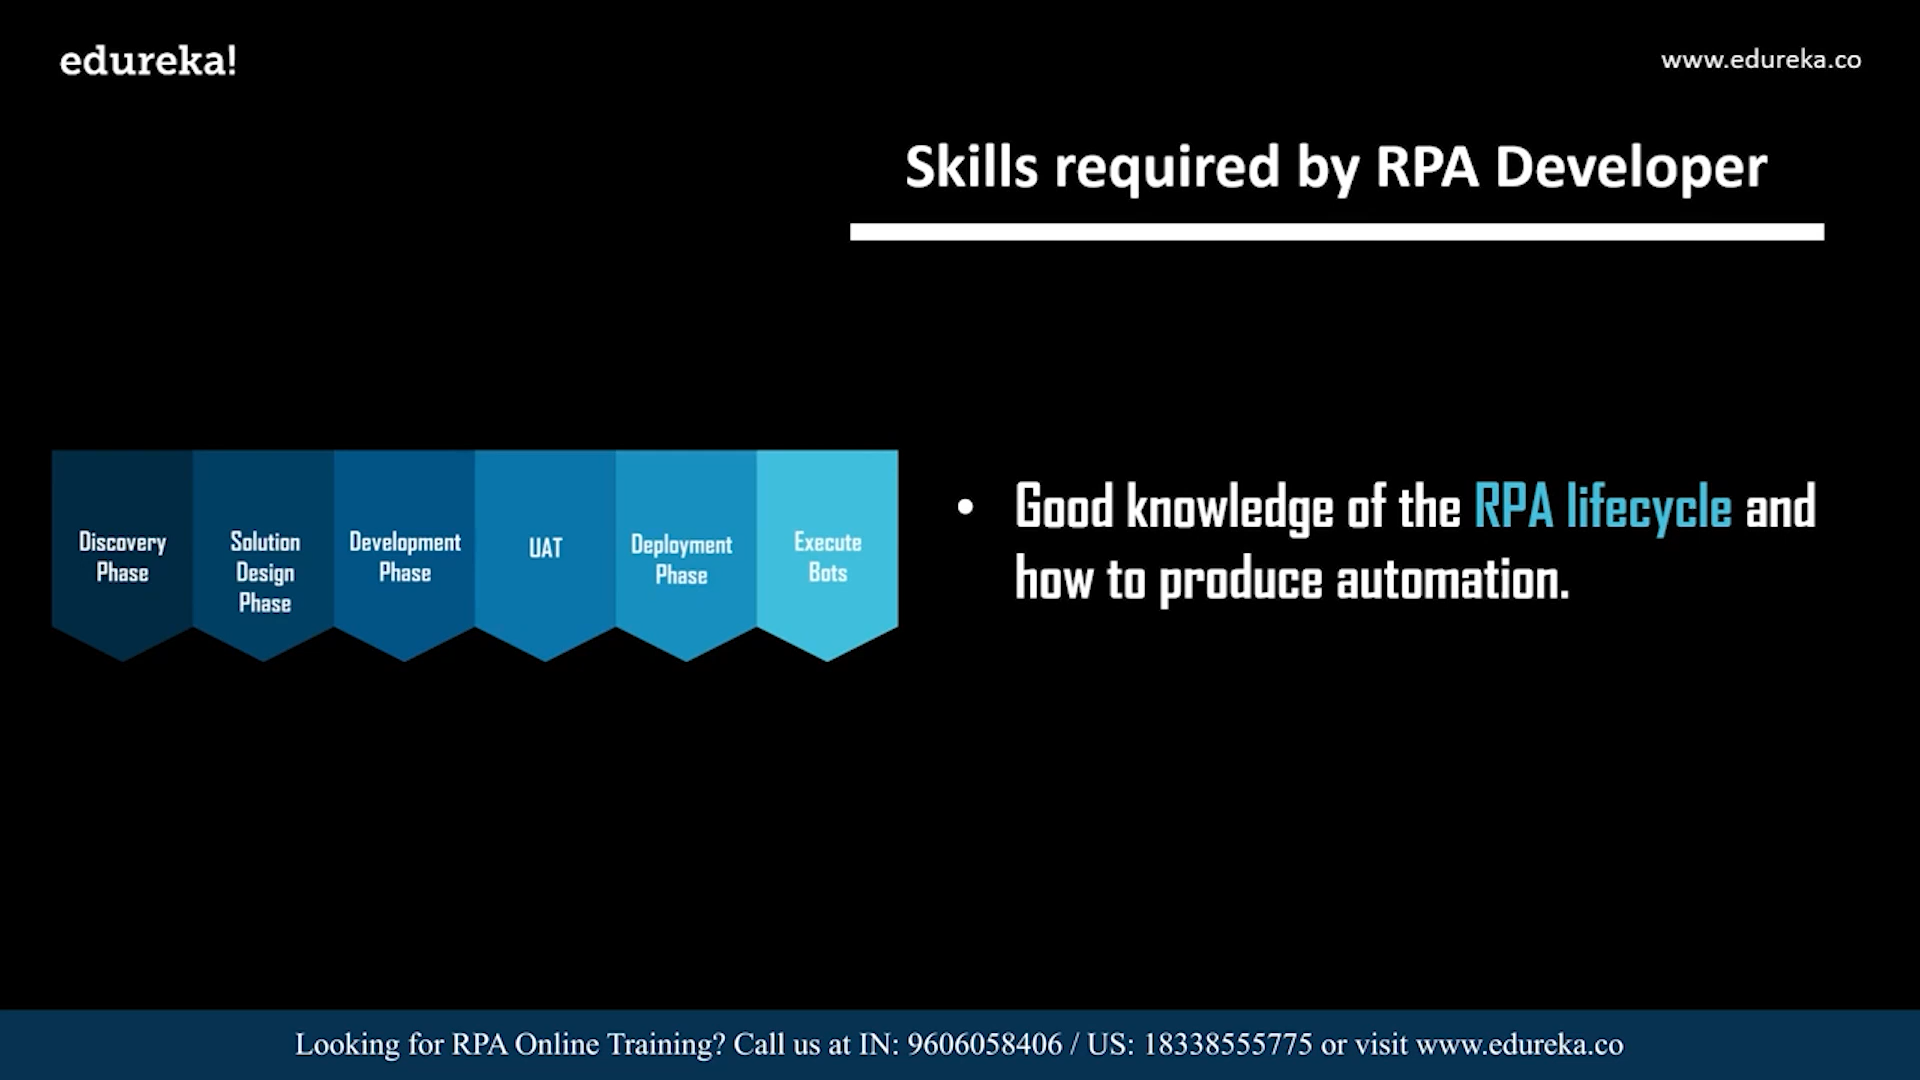 edureka!
www.edureka.co
Skills required by RPA Developer
Discovery
Phase
Solution
Design
Phase
Development
Phase
UAT
Deployment
Phase
Execute
Bots
• Good knowledge of the RPA lifecycle and
how to produce automation.
Looking for RPA Online Training? Call us at IN: 9606058406 / US: 18338555775 or visit www.edureka.co